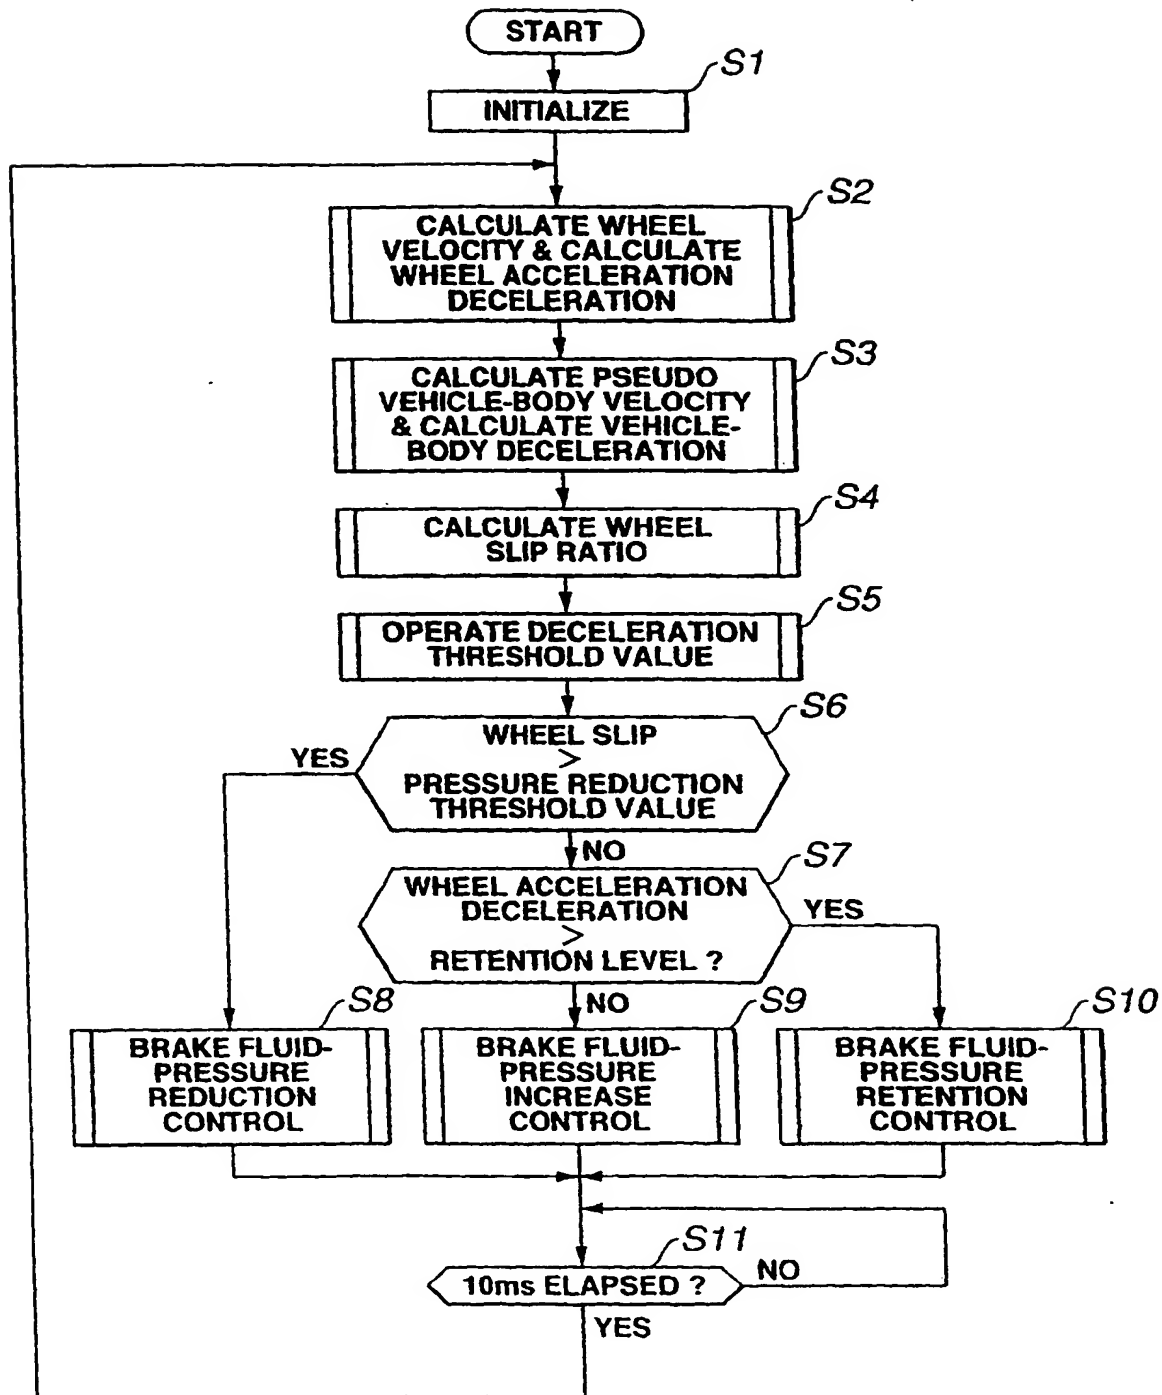 START
S1
INITIALIZE
S2
CALCULATE WHEEL
VELOCITY & CALCULATE
WHEEL ACCELERATION
DECELERATION
S3
CALCULATE PSEUDO
VEHICLE-BODY VELOCITY
& CALCULATE VEHICLE-
BODY DECELERATION
S4
CALCULATE WHEEL
SLIP RATIO
S5
OPERATE DECELERATION
THRESHOLD VALUE
S6
WHEEL SLIP
>
PRESSURE REDUCTION
THRESHOLD VALUE
YES
NO
S7
WHEEL ACCELERATION
DECELERATION
>
RETENTION LEVEL ?
YES
NO
S8
BRAKE FLUID-
PRESSURE
REDUCTION
CONTROL
S9
BRAKE FLUID-
PRESSURE
INCREASE
CONTROL
S10
BRAKE FLUID-
PRESSURE
RETENTION
CONTROL
S11
10ms ELAPSED ?
NO
YES